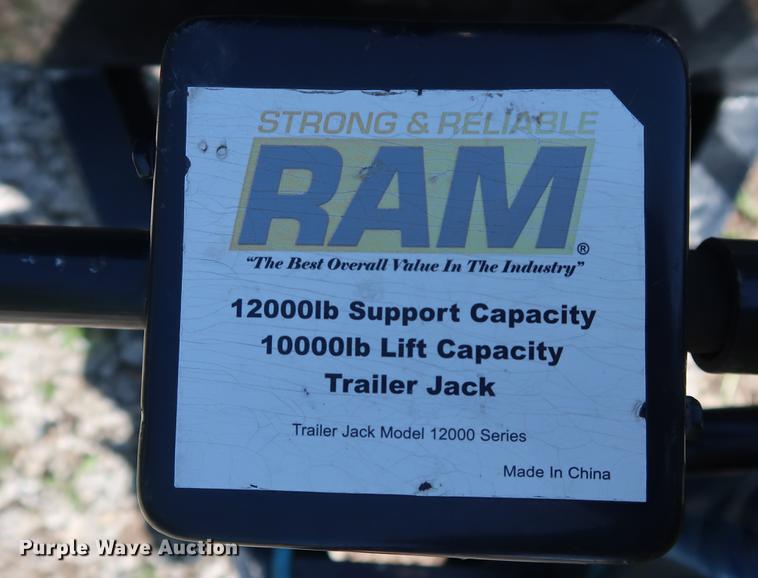 STRONG & RELIABLE
RAM®
“The Best Overall Value In The Industry”
12000lb Support Capacity
10000lb Lift Capacity
Trailer Jack
Trailer Jack Model 12000 Series
Made In China
Purple Wave Auction